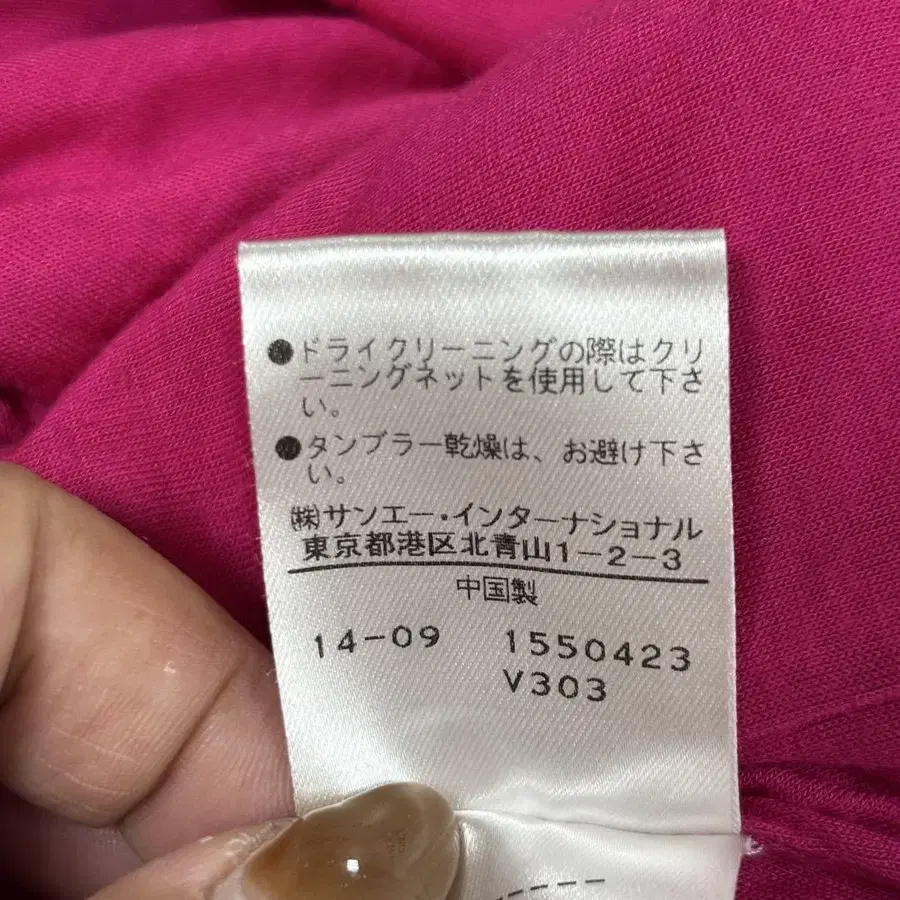 ●ドライクリーニングの際はクリ
ーニングネットを使用して下さ
い。
●タンブラー乾燥は、お避け下さ
い。
㈱サンエー・インターナショナル
東京都港区北青山1-2-3
中国製
14-09 1550423
V303